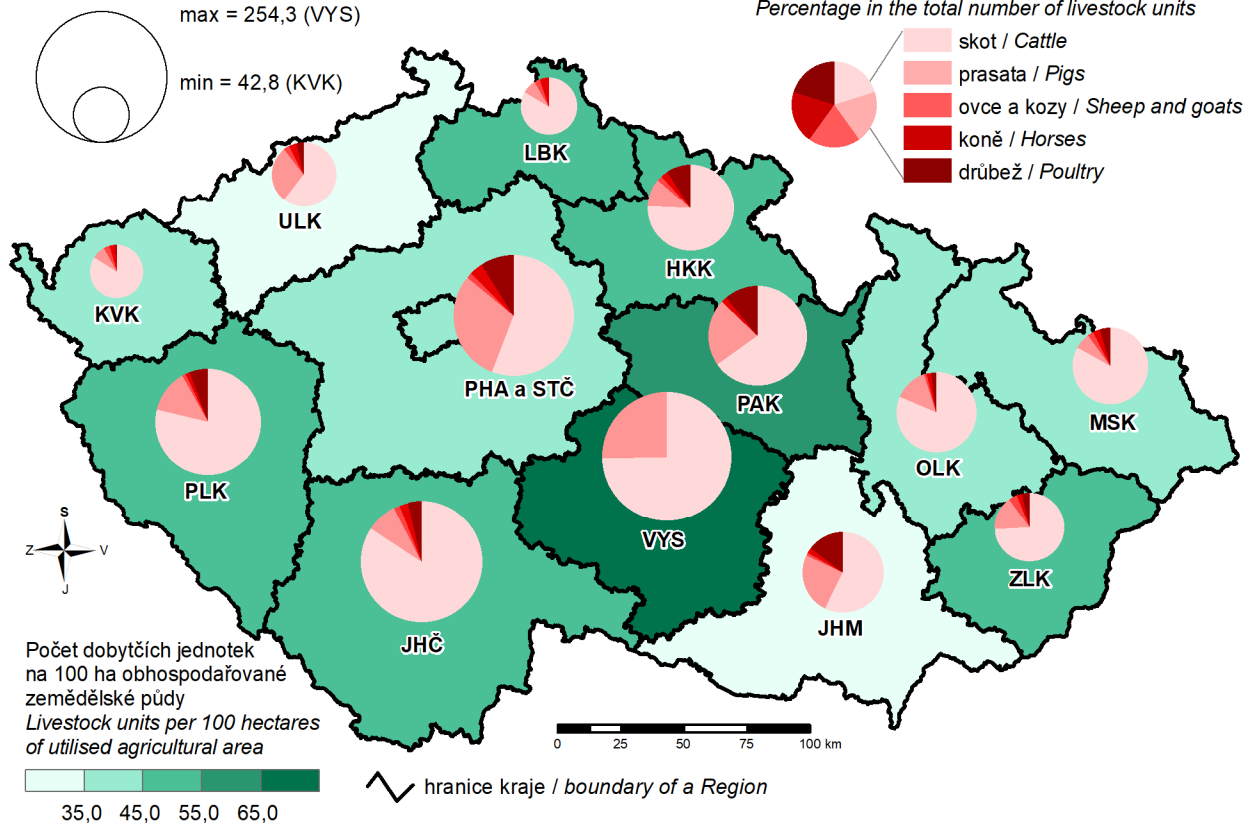 max = 254,3 (VYS)
min = 42,8 (KVK)
Percentage in the total number of livestock units
skot / Cattle
prasata / Pigs
ovce a kozy / Sheep and goats
koně / Horses
drůbež / Poultry
LBK
ULK
HKK
KVK
PHA a STČ
PAK
MSK
OLK
PLK
VYS
ZLK
JHM
JHČ
S
Z
V
J
Počet dobytčích jednotek
na 100 ha obhospodařované
zemědělské půdy
Livestock units per 100 hectares
of utilised agricultural area
35,0 45,0 55,0 65,0
0 25 50 75 100 km
hranice kraje / boundary of a Region